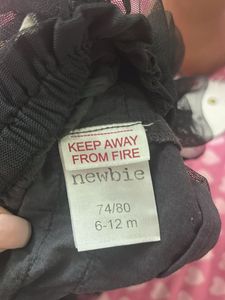 KEEP AWAY
FROM FIRE
newbie
74/80
6-12 m